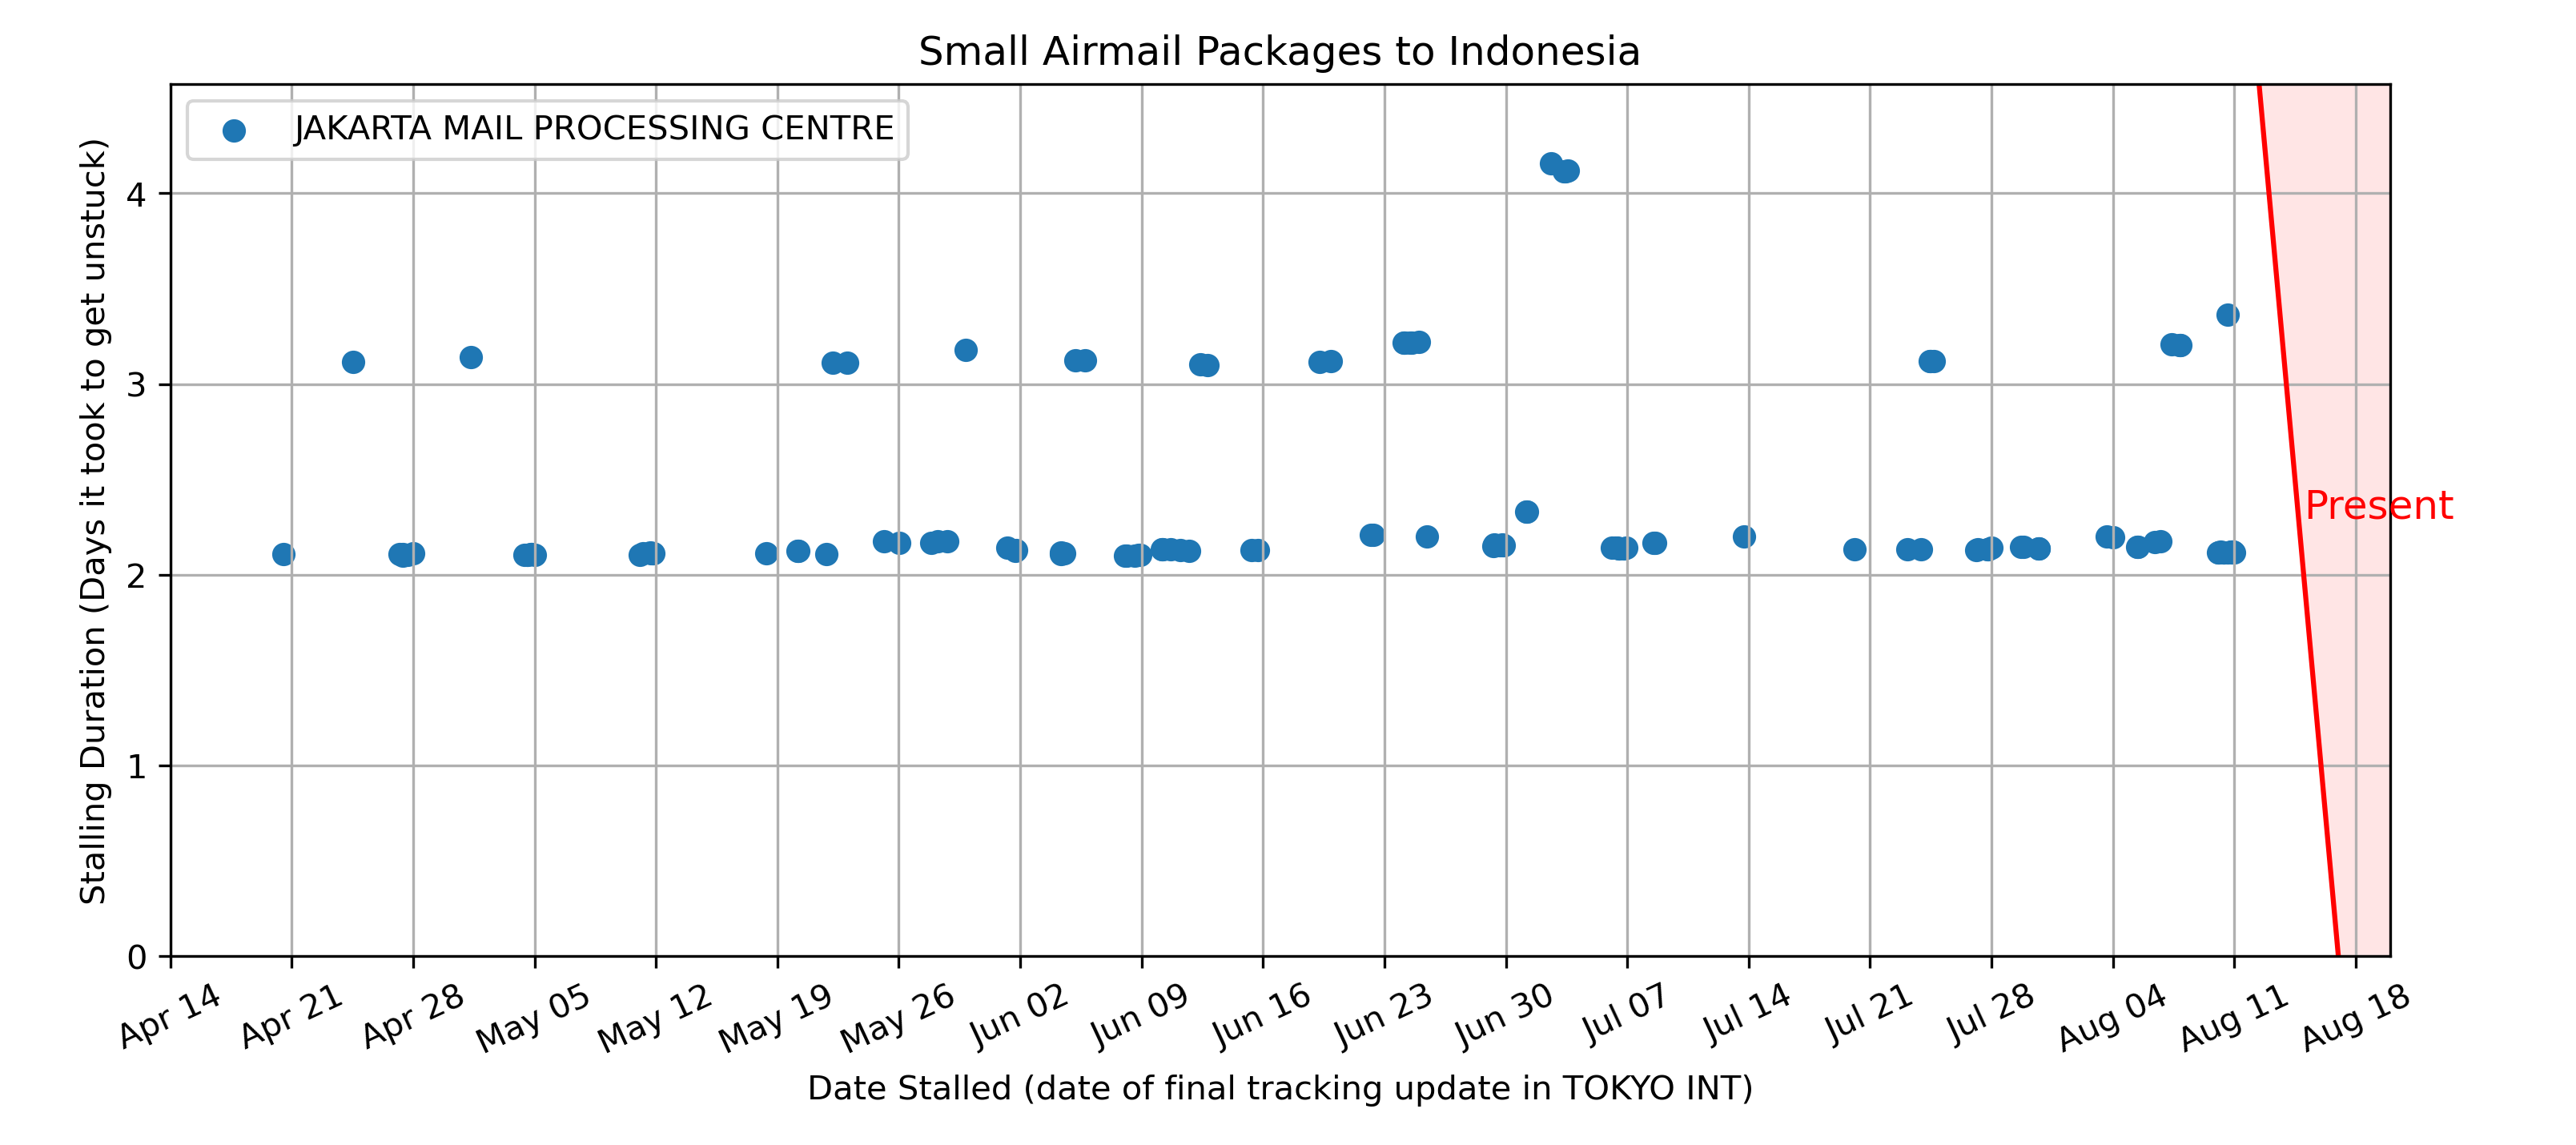 Small Airmail Packages to Indonesia
JAKARTA MAIL PROCESSING CENTRE
Stalling Duration (Days it took to get unstuck)
4
3
2
1
0
Present
Apr 14
Apr 21
Apr 28
May 05
May 12
May 19
May 26
Jun 02
Jun 09
Jun 16
Jun 23
Jun 30
Jul 07
Jul 14
Jul 21
Jul 28
Aug 04
Aug 11
Aug 18
Date Stalled (date of final tracking update in TOKYO INT)